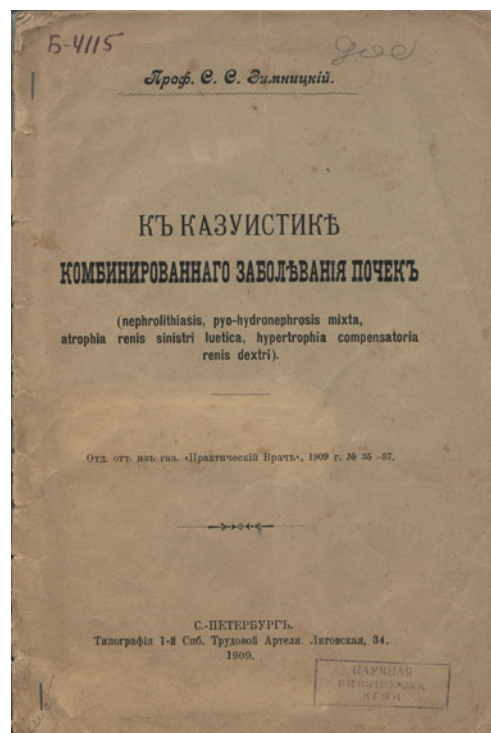 Б-4115
Проф. С. С. Зимницкій.
КЪ КАЗУИСТИКѢ
КОМБИНИРОВАННАГО ЗАБОЛѢВАНІЯ ПОЧЕКЪ
(nephrolithiasis, pyo-hydronephrosis mixta,
atrophia renis sinistri luetica, hypertrophia compensatoria
renis dextri).
Отд. отт. изъ газ. «Практическій Врачъ», 1909 г. № 35-37.
С.-ПЕТЕРБУРГЪ.
Типографія 1-й Спб. Трудовой Артели. Лиговская, 34.
1909.
НАУЧНАЯ
БИБЛИОТЕКА